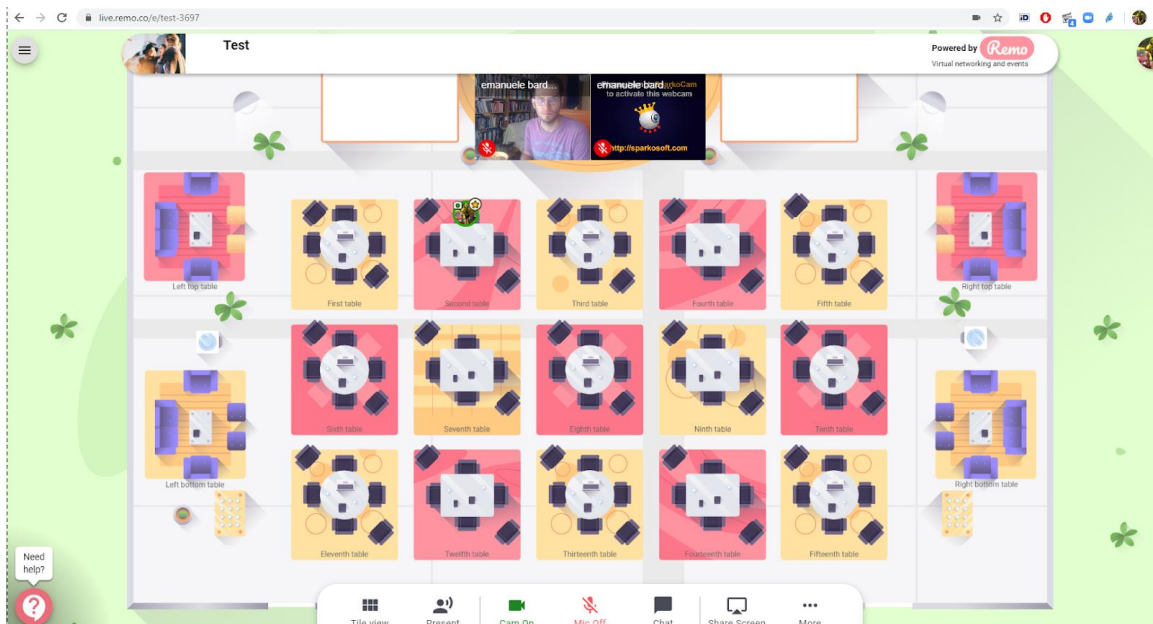 live.remo.co/e/test-3697
Test
Powered by Remo
Virtual networking and events
emanuele bard...
emanuele bard...
to activate this webcam
http://sparkosoft.com
Left top table
First table
Second table
Third table
Fourth table
Fifth table
Right top table
Sixth table
Seventh table
Eighth table
Ninth table
Tenth table
Left bottom table
Right bottom table
Eleventh table
Twelfth table
Thirteenth table
Fourteenth table
Fifteenth table
Need
help?
Tile view
Present
Cam On
Mic Off
Chat
Share Screen
More